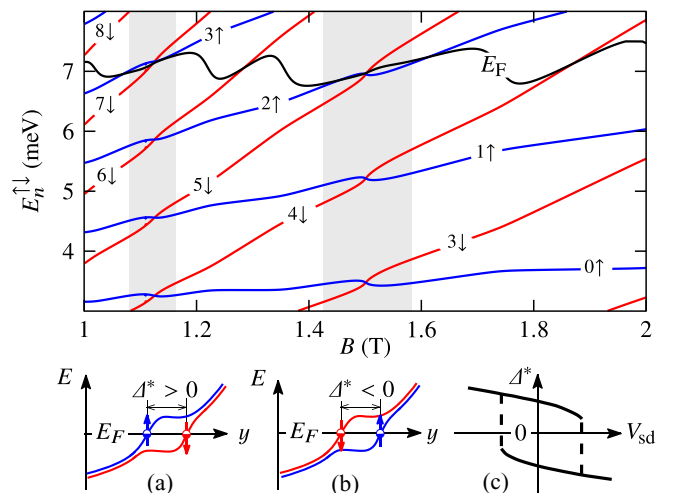 8↓
3↑
7
E_F
7↓
2↑
6
6↓
5↓
1↑
5
4↓
3↓
4
0↑
E_n^↑↓ (meV)
1
1.2
1.4
1.6
1.8
2
B (T)
E
Δ* > 0
E_F
y
(a)
E
Δ* < 0
E_F
y
(b)
Δ*
0
V_sd
(c)